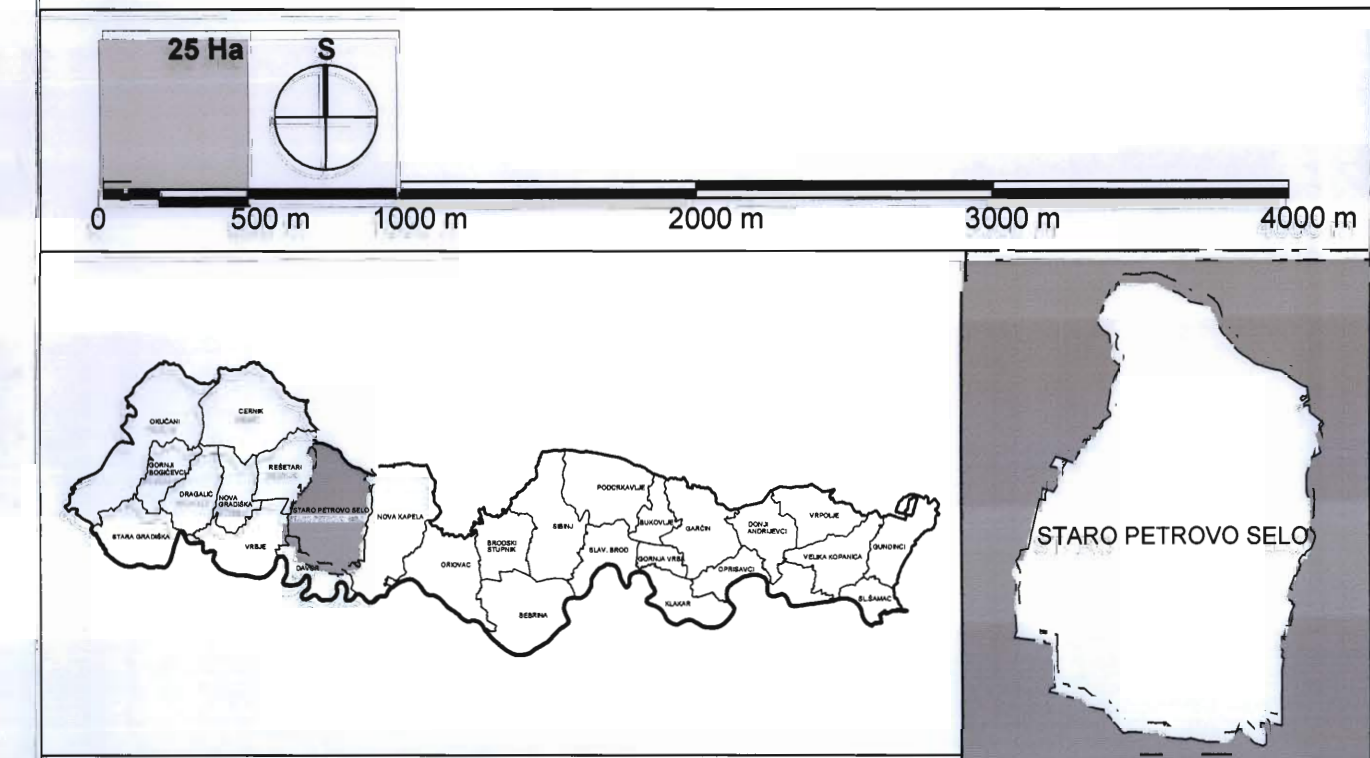 25 Ha
S
0
500 m
1000 m
2000 m
3000 m
4000 m
OKUČANI
CERNIK
GORNJI
BOGIĆEVCI
REŠETARI
DRAGALIĆ
NOVA
GRADIŠKA
STARO PETROVO SELO
STARA GRADIŠKA
VRBJE
DAVOR
NOVA KAPELA
ORIOVAC
BRODSKI
STUPNIK
SIBINJ
BEBRINA
PODCRKAVLJE
SLAV. BROD
BUKOVLJE
GARČIN
GORNJA VRBA
KLAKAR
OPRISAVCI
DONJI
ANDRIJEVCI
VRPOLJE
VELIKA KOPANICA
GUNDINCI
SL.ŠAMAC
STARO PETROVO SELO